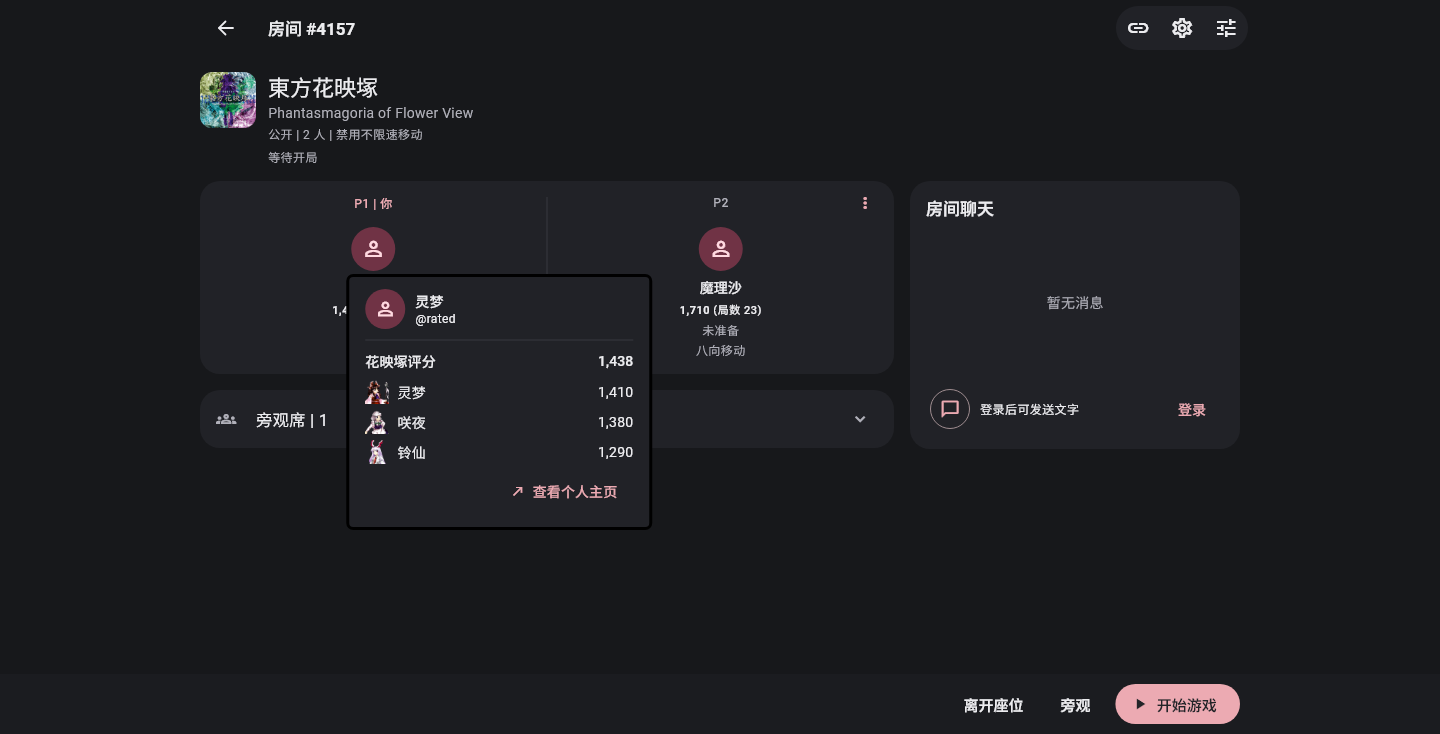 房间 #4157
東方花映塚
Phantasmagoria of Flower View
公开 | 2 人 | 禁用不限速移动
等待开局
P1 | 你
P2
魔理沙
1,710 (局数 23)
未准备
八向移动
1,4
灵梦
@rated
花映塚评分 1,438
灵梦 1,410
咲夜 1,380
铃仙 1,290
查看个人主页
旁观席 | 1
房间聊天
暂无消息
登录后可发送文字
登录
离开座位
旁观
开始游戏